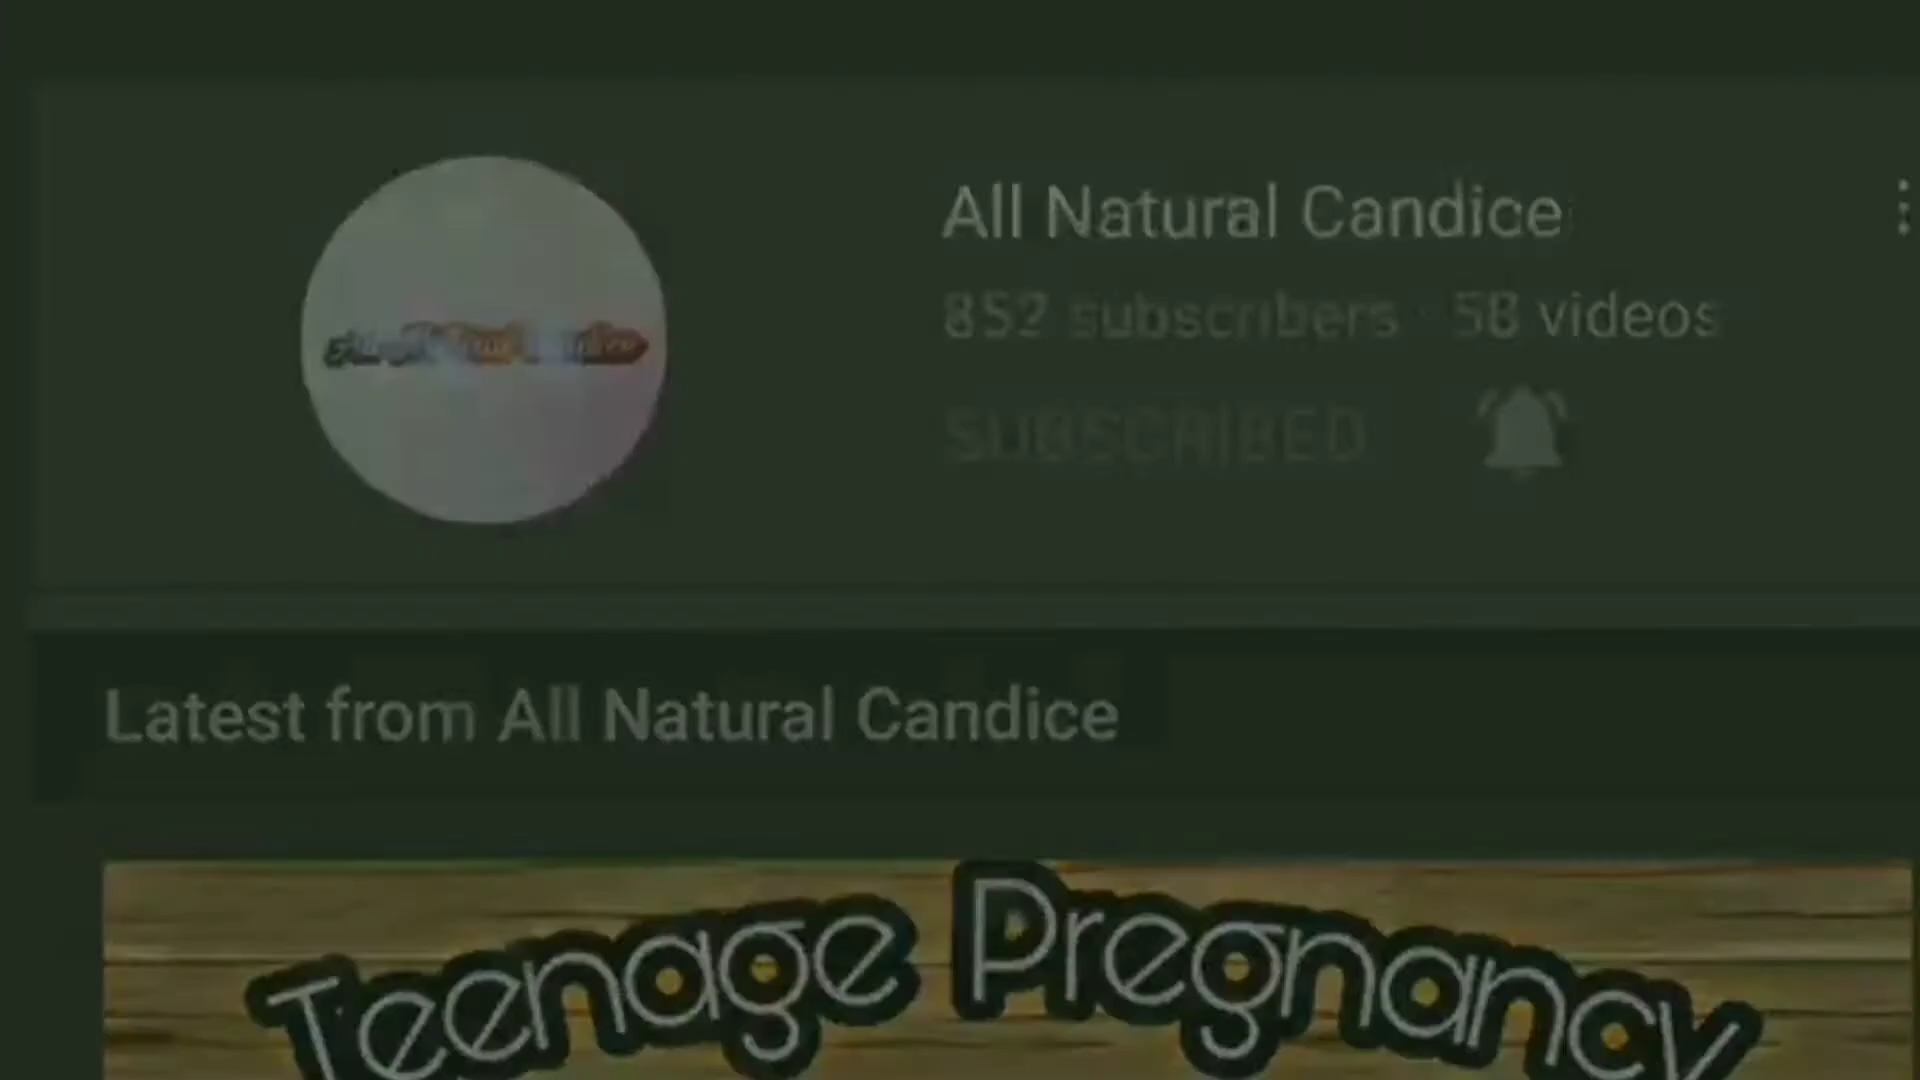 All Natural Candice
852 subscribers · 58 videos
SUBSCRIBED
Latest from All Natural Candice
Teenage Pregnancy